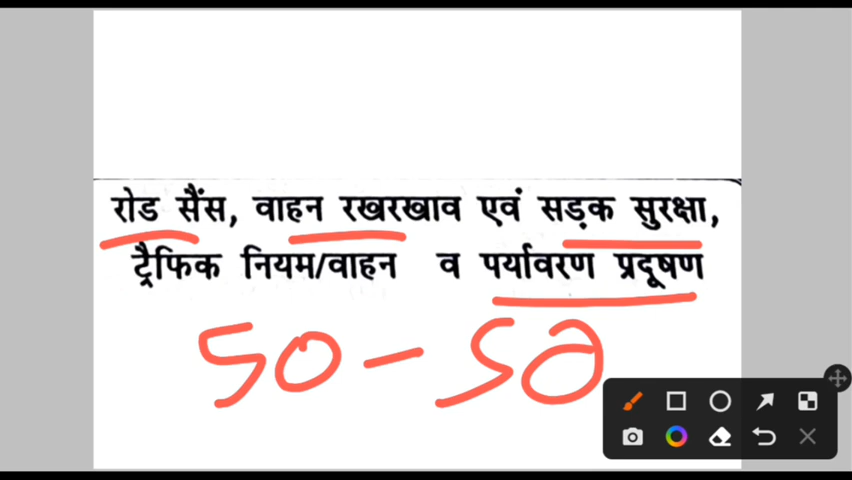 रोड सैंस, वाहन रखरखाव एवं सड़क सुरक्षा,
ट्रैफिक नियम/वाहन व पर्यावरण प्रदूषण
50-50